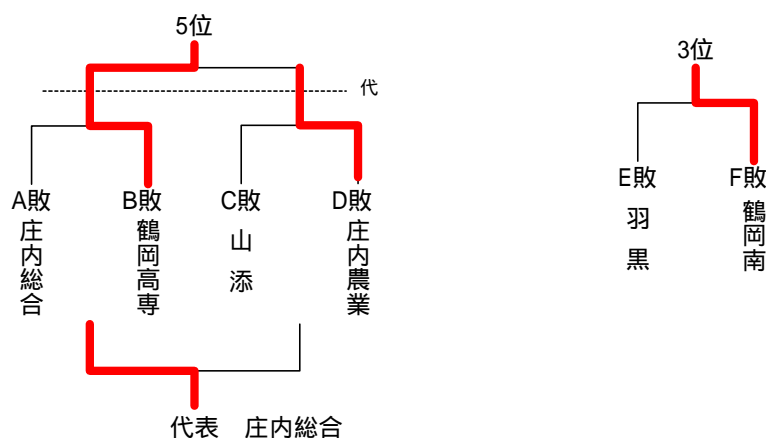 5位
3位
代
A敗
B敗
C敗
D敗
庄内総合
鶴岡高専
山添
庄内農業
E敗
F敗
羽黒
鶴岡南
代表 庄内総合